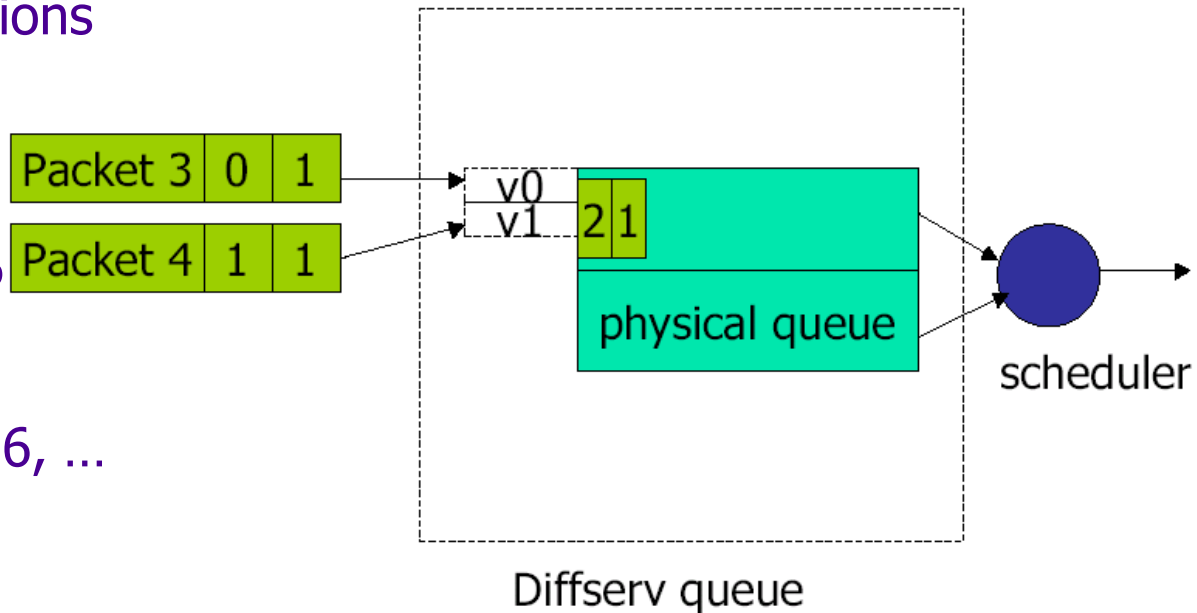 ions
Packet 3 0 1
Packet 4 1 1
v0
v1
2 1
physical queue
scheduler
6, ...
Diffserv queue